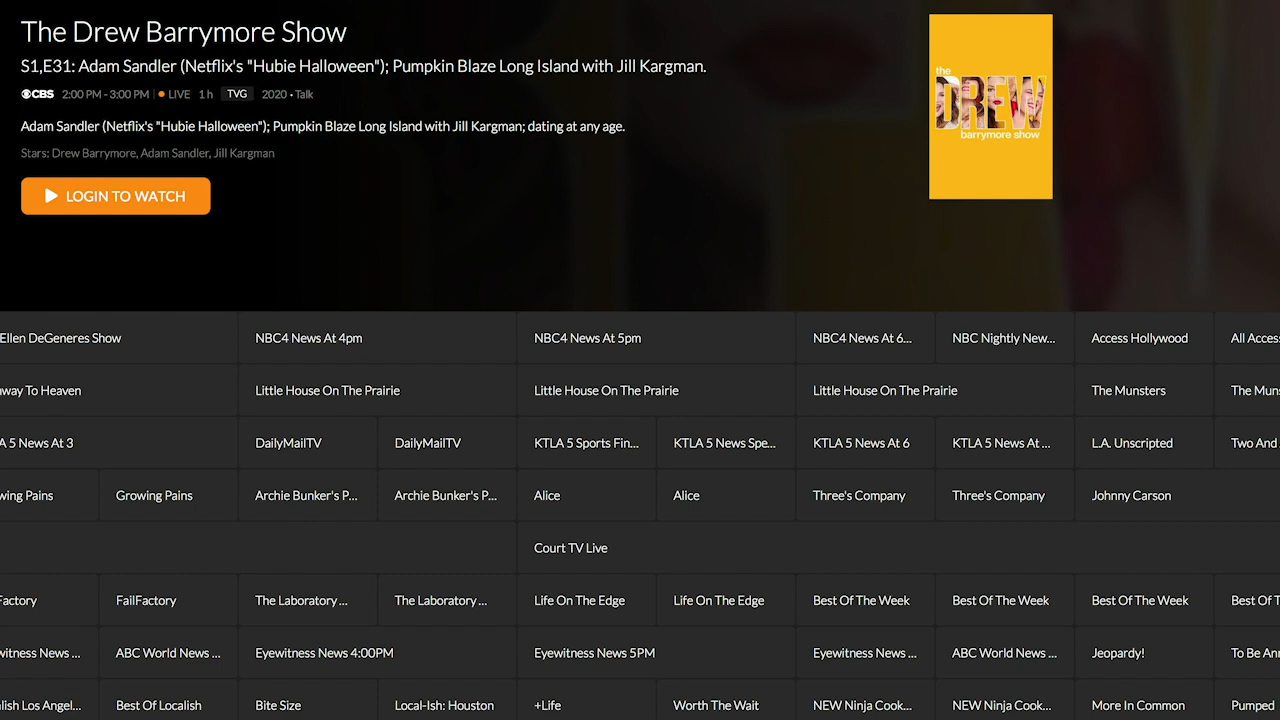 The Drew Barrymore Show
S1,E31: Adam Sandler (Netflix's "Hubie Halloween"); Pumpkin Blaze Long Island with Jill Kargman.
CBS 2:00 PM - 3:00 PM | • LIVE 1 h TVG 2020 • Talk
Adam Sandler (Netflix's "Hubie Halloween"); Pumpkin Blaze Long Island with Jill Kargman; dating at any age.
Stars: Drew Barrymore, Adam Sandler, Jill Kargman
LOGIN TO WATCH
the
DREW
barrymore show
Ellen DeGeneres Show NBC4 News At 4pm NBC4 News At 5pm NBC4 News At 6... NBC Nightly New... Access Hollywood All Acces
way To Heaven Little House On The Prairie Little House On The Prairie Little House On The Prairie The Munsters The Muns
A 5 News At 3 DailyMailTV DailyMailTV KTLA 5 Sports Fin... KTLA 5 News Spe... KTLA 5 News At 6 KTLA 5 News At ... L.A. Unscripted Two And
wing Pains Growing Pains Archie Bunker's P... Archie Bunker's P... Alice Alice Three's Company Three's Company Johnny Carson
Court TV Live
Factory FailFactory The Laboratory ... The Laboratory ... Life On The Edge Life On The Edge Best Of The Week Best Of The Week Best Of The Week Best Of T
witness News ... ABC World News ... Eyewitness News 4:00PM Eyewitness News 5PM Eyewitness News ... ABC World News ... Jeopardy! To Be Ann
lish Los Angel... Best Of Localish Bite Size Local-Ish: Houston +Life Worth The Wait NEW Ninja Cook... NEW Ninja Cook... More In Common Pumped